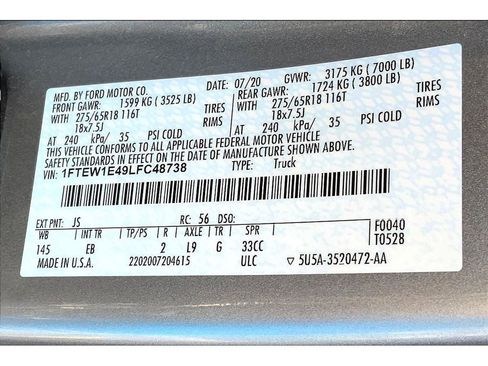 MFD. BY FORD MOTOR CO. DATE: 07/20 GVWR: 3175 KG ( 7000 LB)
FRONT GAWR: 1599 KG ( 3525 LB) REAR GAWR: 1724 KG ( 3800 LB)
WITH 275/65R18 116T TIRES WITH 275/65R18 116T TIRES
18x7.5J RIMS 18x7.5J RIMS
AT 240 kPa/ 35 PSI COLD AT 240 kPa/ 35 PSI COLD
THIS VEHICLE CONFORMS TO ALL APPLICABLE FEDERAL MOTOR VEHICLE
SAFETY AND THEFT PREVENTION STANDARDS IN EFFECT ON THE DATE OF MANUFACTURE SHOWN ABOVE.
VIN: 1FTEW1E49LFC48738 TYPE: Truck
EXT PNT: JS RC: 56 DSO: F0040
WB INT TR TP/PS R AXLE TR SPR T0528
145 EB 2 L9 G 33CC
MADE IN U.S.A. 2202007204615 ULC ▽ 5U5A-3520472-AA